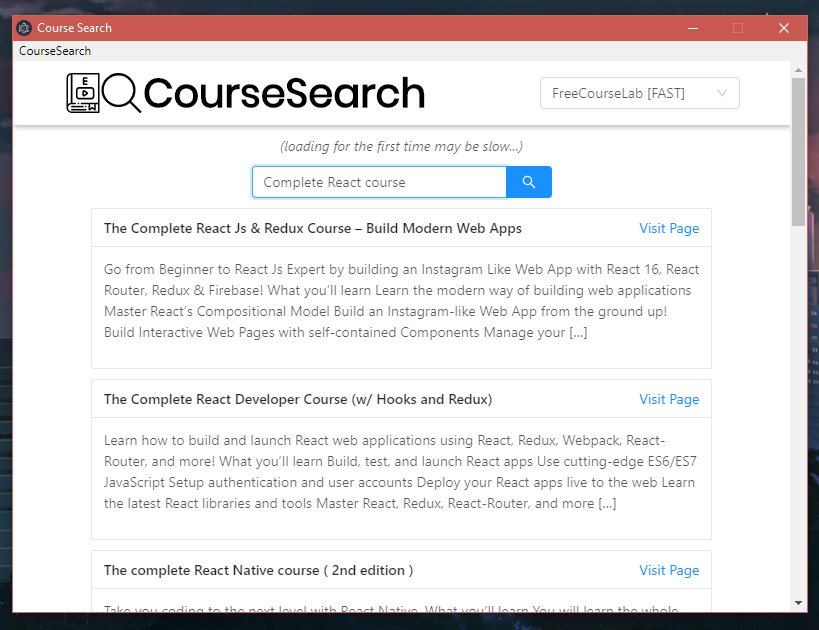 Course Search
CourseSearch
E
CourseSearch
FreeCourseLab [FAST]
(loading for the first time may be slow...)
Complete React course
The Complete React Js & Redux Course – Build Modern Web Apps
Visit Page
Go from Beginner to React Js Expert by building an Instagram Like Web App with React 16, React
Router, Redux & Firebase! What you’ll learn Learn the modern way of building web applications
Master React’s Compositional Model Build an Instagram-like Web App from the ground up!
Build Interactive Web Pages with self-contained Components Manage your [...]
The Complete React Developer Course (w/ Hooks and Redux)
Visit Page
Learn how to build and launch React web applications using React, Redux, Webpack, React-
Router, and more! What you’ll learn Build, test, and launch React apps Use cutting-edge ES6/ES7
JavaScript Setup authentication and user accounts Deploy your React apps live to the web Learn
the latest React libraries and tools Master React, Redux, React-Router, and more [...]
The complete React Native course ( 2nd edition )
Visit Page
Take you coding to the next level with React Native. What you’ll learn You will learn the whole